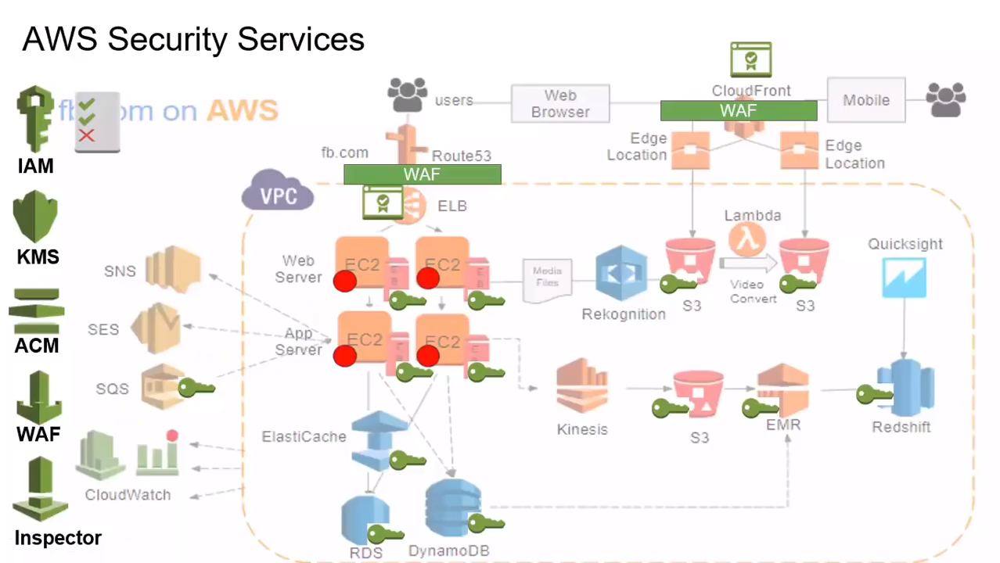 AWS Security Services
CloudFront
users
Web
Browser
WAF
Mobile
fb.com on AWS
IAM
fb.com
Route53
Edge
Location
Edge
Location
WAF
VPC
ELB
KMS
SNS
Web
Server
EC2
EC2
Media
Files
Rekognition
Lambda
Video
Convert
S3
S3
Quicksight
ACM
SES
App
Server
EC2
EC2
SQS
WAF
ElastiCache
Kinesis
S3
EMR
Redshift
CloudWatch
Inspector
RDS
DynamoDB